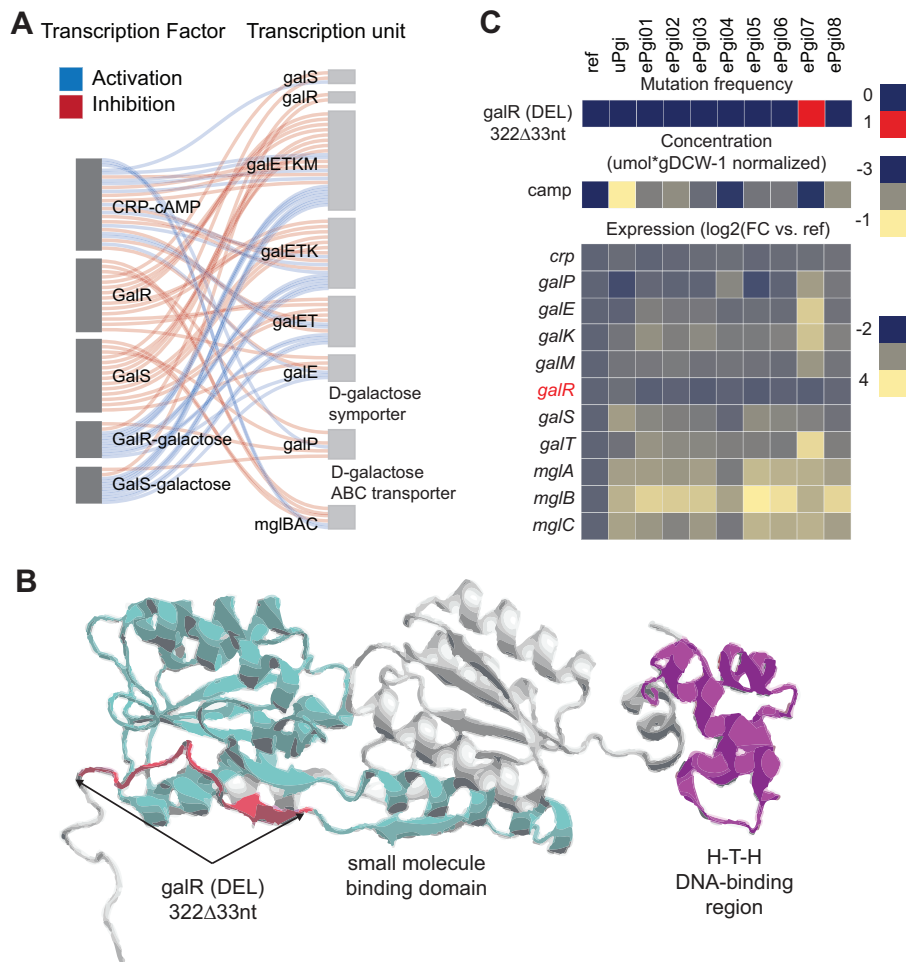 A
Transcription Factor
Transcription unit
Activation
Inhibition
CRP-cAMP
GalR
GalS
GalR-galactose
GalS-galactose
galS
galR
galETKM
galETK
galET
galE
D-galactose
symporter
galP
D-galactose
ABC transporter
mglBAC
C
ref
uPgi
ePgi01
ePgi02
ePgi03
ePgi04
ePgi05
ePgi06
ePgi07
ePgi08
Mutation frequency
galR (DEL)
322Δ33nt
0
1
Concentration
(umol*gDCW-1 normalized)
camp
-3
-1
Expression (log2(FC vs. ref)
crp
galP
galE
galK
galM
galR
galS
galT
mglA
mglB
mglC
-2
4
B
galR (DEL)
322Δ33nt
small molecule
binding domain
H-T-H
DNA-binding
region